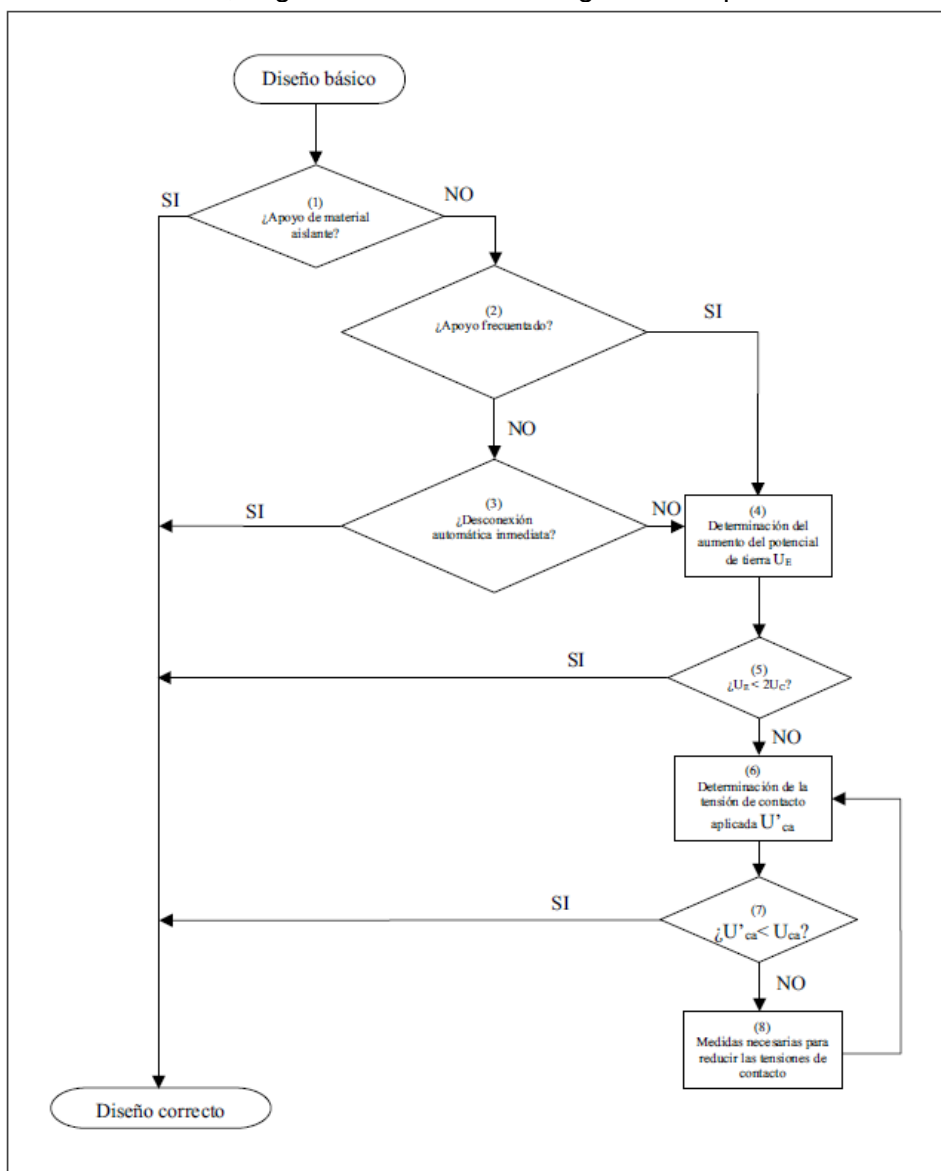 Diseño básico
SI
NO
(1)
¿Apoyo de material
aislante?
(2)
¿Apoyo frecuentado?
SI
NO
(3)
¿Desconexión
automática inmediata?
SI
NO
(4)
Determinación del
aumento del potencial
de tierra UE
SI
(5)
¿UE < 2UC?
NO
(6)
Determinación de la
tensión de contacto
aplicada U’ca
SI
(7)
¿U’ca< Uca?
NO
(8)
Medidas necesarias para
reducir las tensiones de
contacto
Diseño correcto